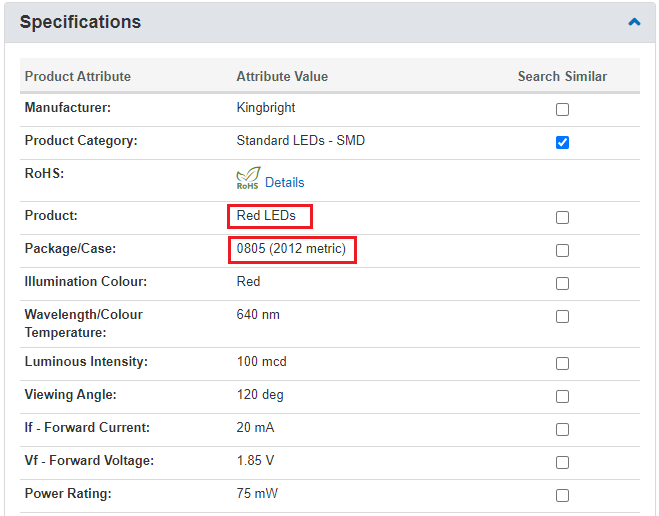 Specifications
Product Attribute Attribute Value Search Similar
Manufacturer: Kingbright
Product Category: Standard LEDs - SMD
RoHS: RoHS Details
Product: Red LEDs
Package/Case: 0805 (2012 metric)
Illumination Colour: Red
Wavelength/Colour Temperature: 640 nm
Luminous Intensity: 100 mcd
Viewing Angle: 120 deg
If - Forward Current: 20 mA
Vf - Forward Voltage: 1.85 V
Power Rating: 75 mW